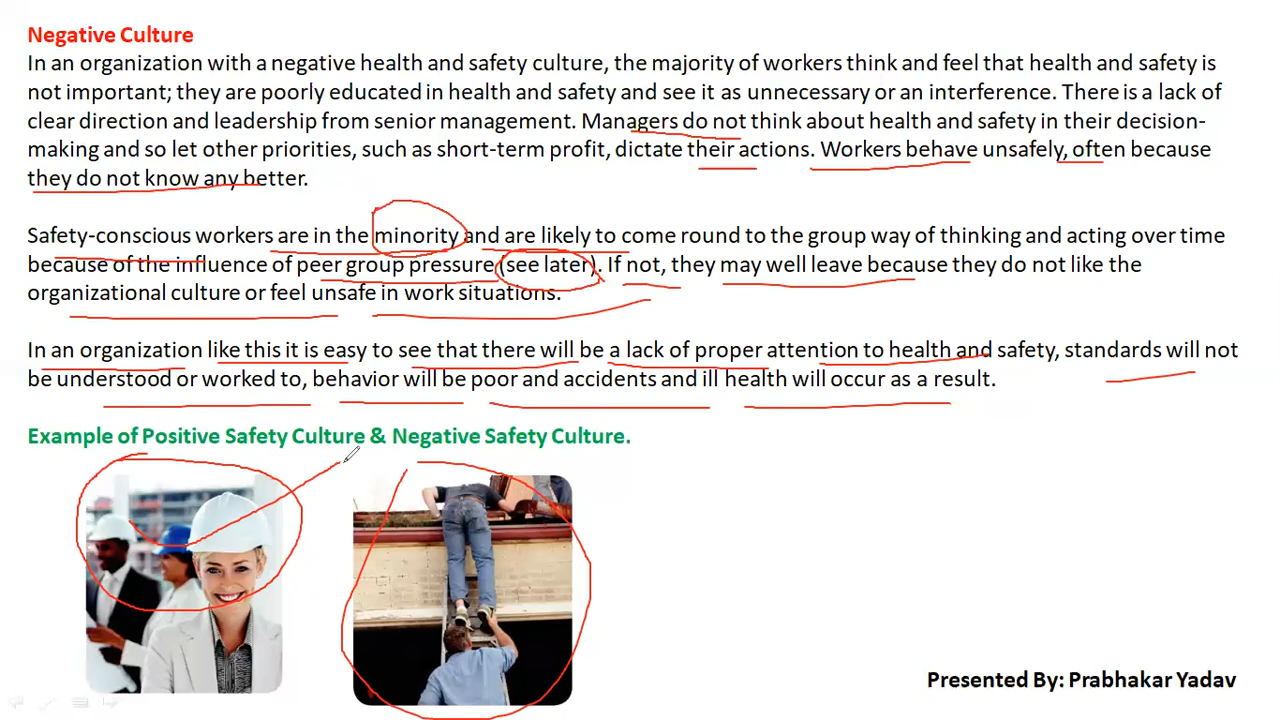 Negative Culture
In an organization with a negative health and safety culture, the majority of workers think and feel that health and safety is
not important; they are poorly educated in health and safety and see it as unnecessary or an interference. There is a lack of
clear direction and leadership from senior management. Managers do not think about health and safety in their decision-
making and so let other priorities, such as short-term profit, dictate their actions. Workers behave unsafely, often because
they do not know any better.
Safety-conscious workers are in the minority and are likely to come round to the group way of thinking and acting over time
because of the influence of peer group pressure (see later). If not, they may well leave because they do not like the
organizational culture or feel unsafe in work situations.
In an organization like this it is easy to see that there will be a lack of proper attention to health and safety, standards will not
be understood or worked to, behavior will be poor and accidents and ill health will occur as a result.
Example of Positive Safety Culture & Negative Safety Culture.
Presented By: Prabhakar Yadav